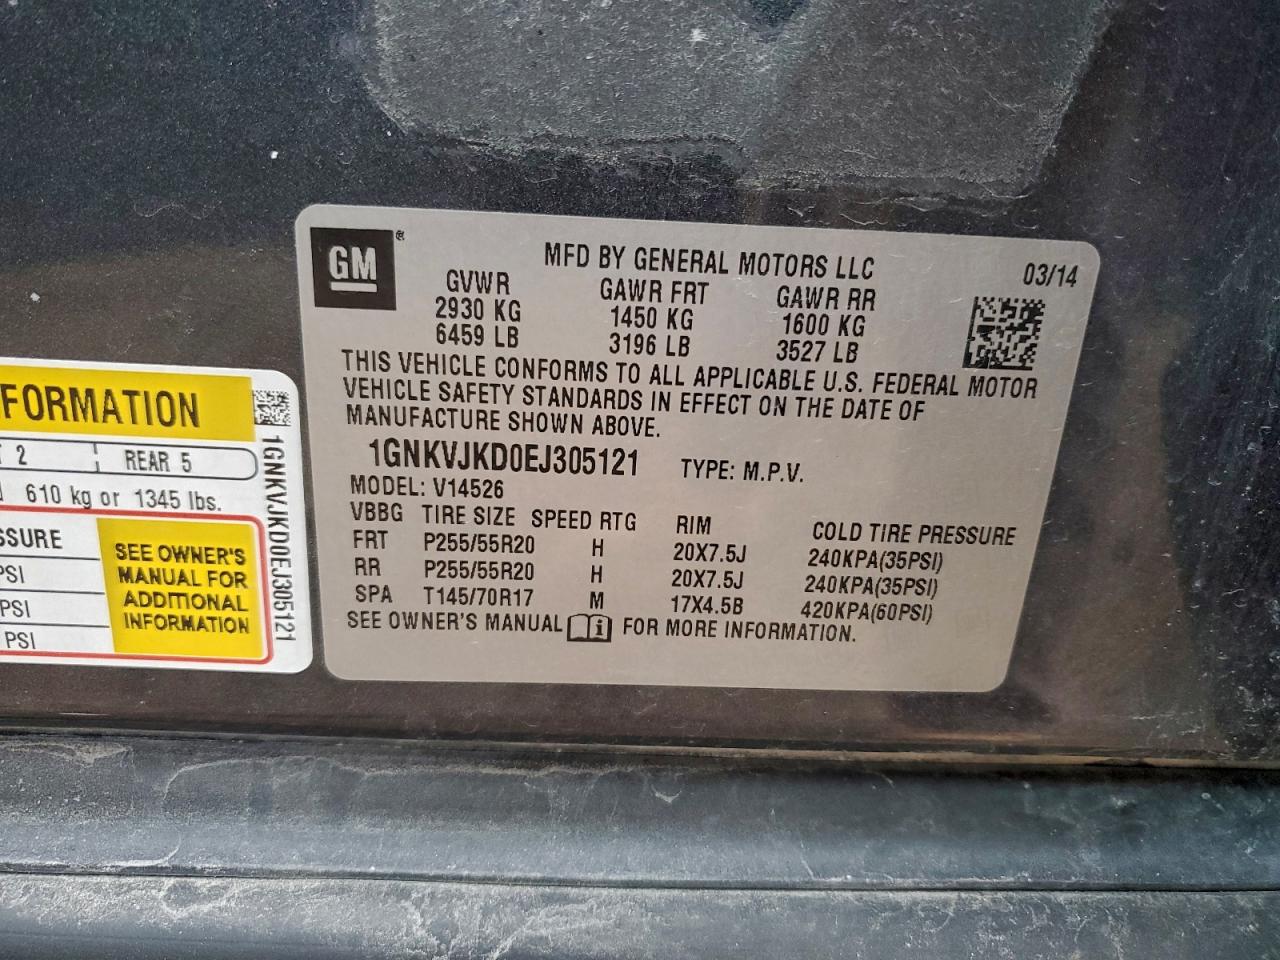 GM ®
MFD BY GENERAL MOTORS LLC
03/14
GVWR GAWR FRT GAWR RR
2930 KG 1450 KG 1600 KG
6459 LB 3196 LB 3527 LB
THIS VEHICLE CONFORMS TO ALL APPLICABLE U.S. FEDERAL MOTOR
VEHICLE SAFETY STANDARDS IN EFFECT ON THE DATE OF
MANUFACTURE SHOWN ABOVE.
1GNKVJKD0EJ305121 TYPE: M.P.V.
MODEL: V14526
VBBG TIRE SIZE SPEED RTG RIM COLD TIRE PRESSURE
FRT P255/55R20 H 20X7.5J 240KPA(35PSI)
RR P255/55R20 H 20X7.5J 240KPA(35PSI)
SPA T145/70R17 M 17X4.5B 420KPA(60PSI)
SEE OWNER'S MANUAL FOR MORE INFORMATION.
FORMATION
2 REAR 5
610 kg or 1345 lbs.
SSURE
PSI
PSI
PSI
SEE OWNER'S
MANUAL FOR
ADDITIONAL
INFORMATION
1GNKVJKD0EJ305121